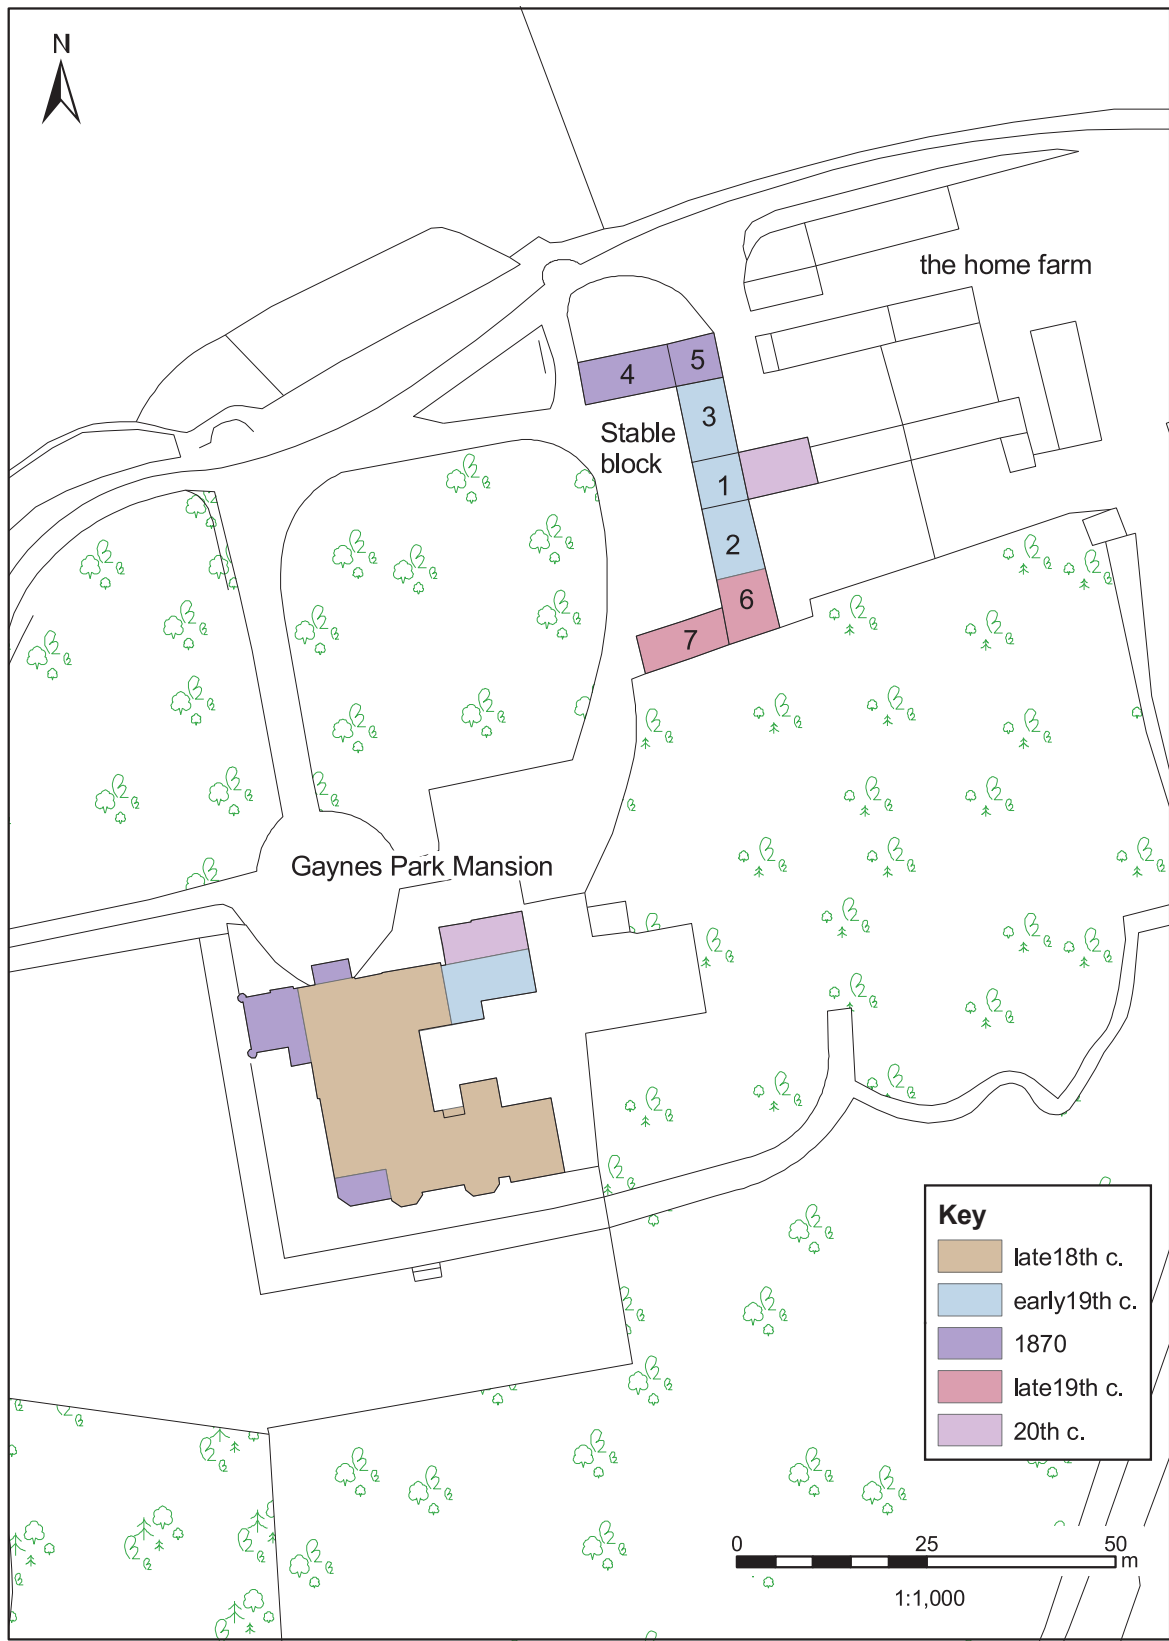 N
the home farm
5
4
3
Stable
block
1
2
6
7
Gaynes Park Mansion
Key
late18th c.
early19th c.
1870
late19th c.
20th c.
0 25 50
m
1:1,000